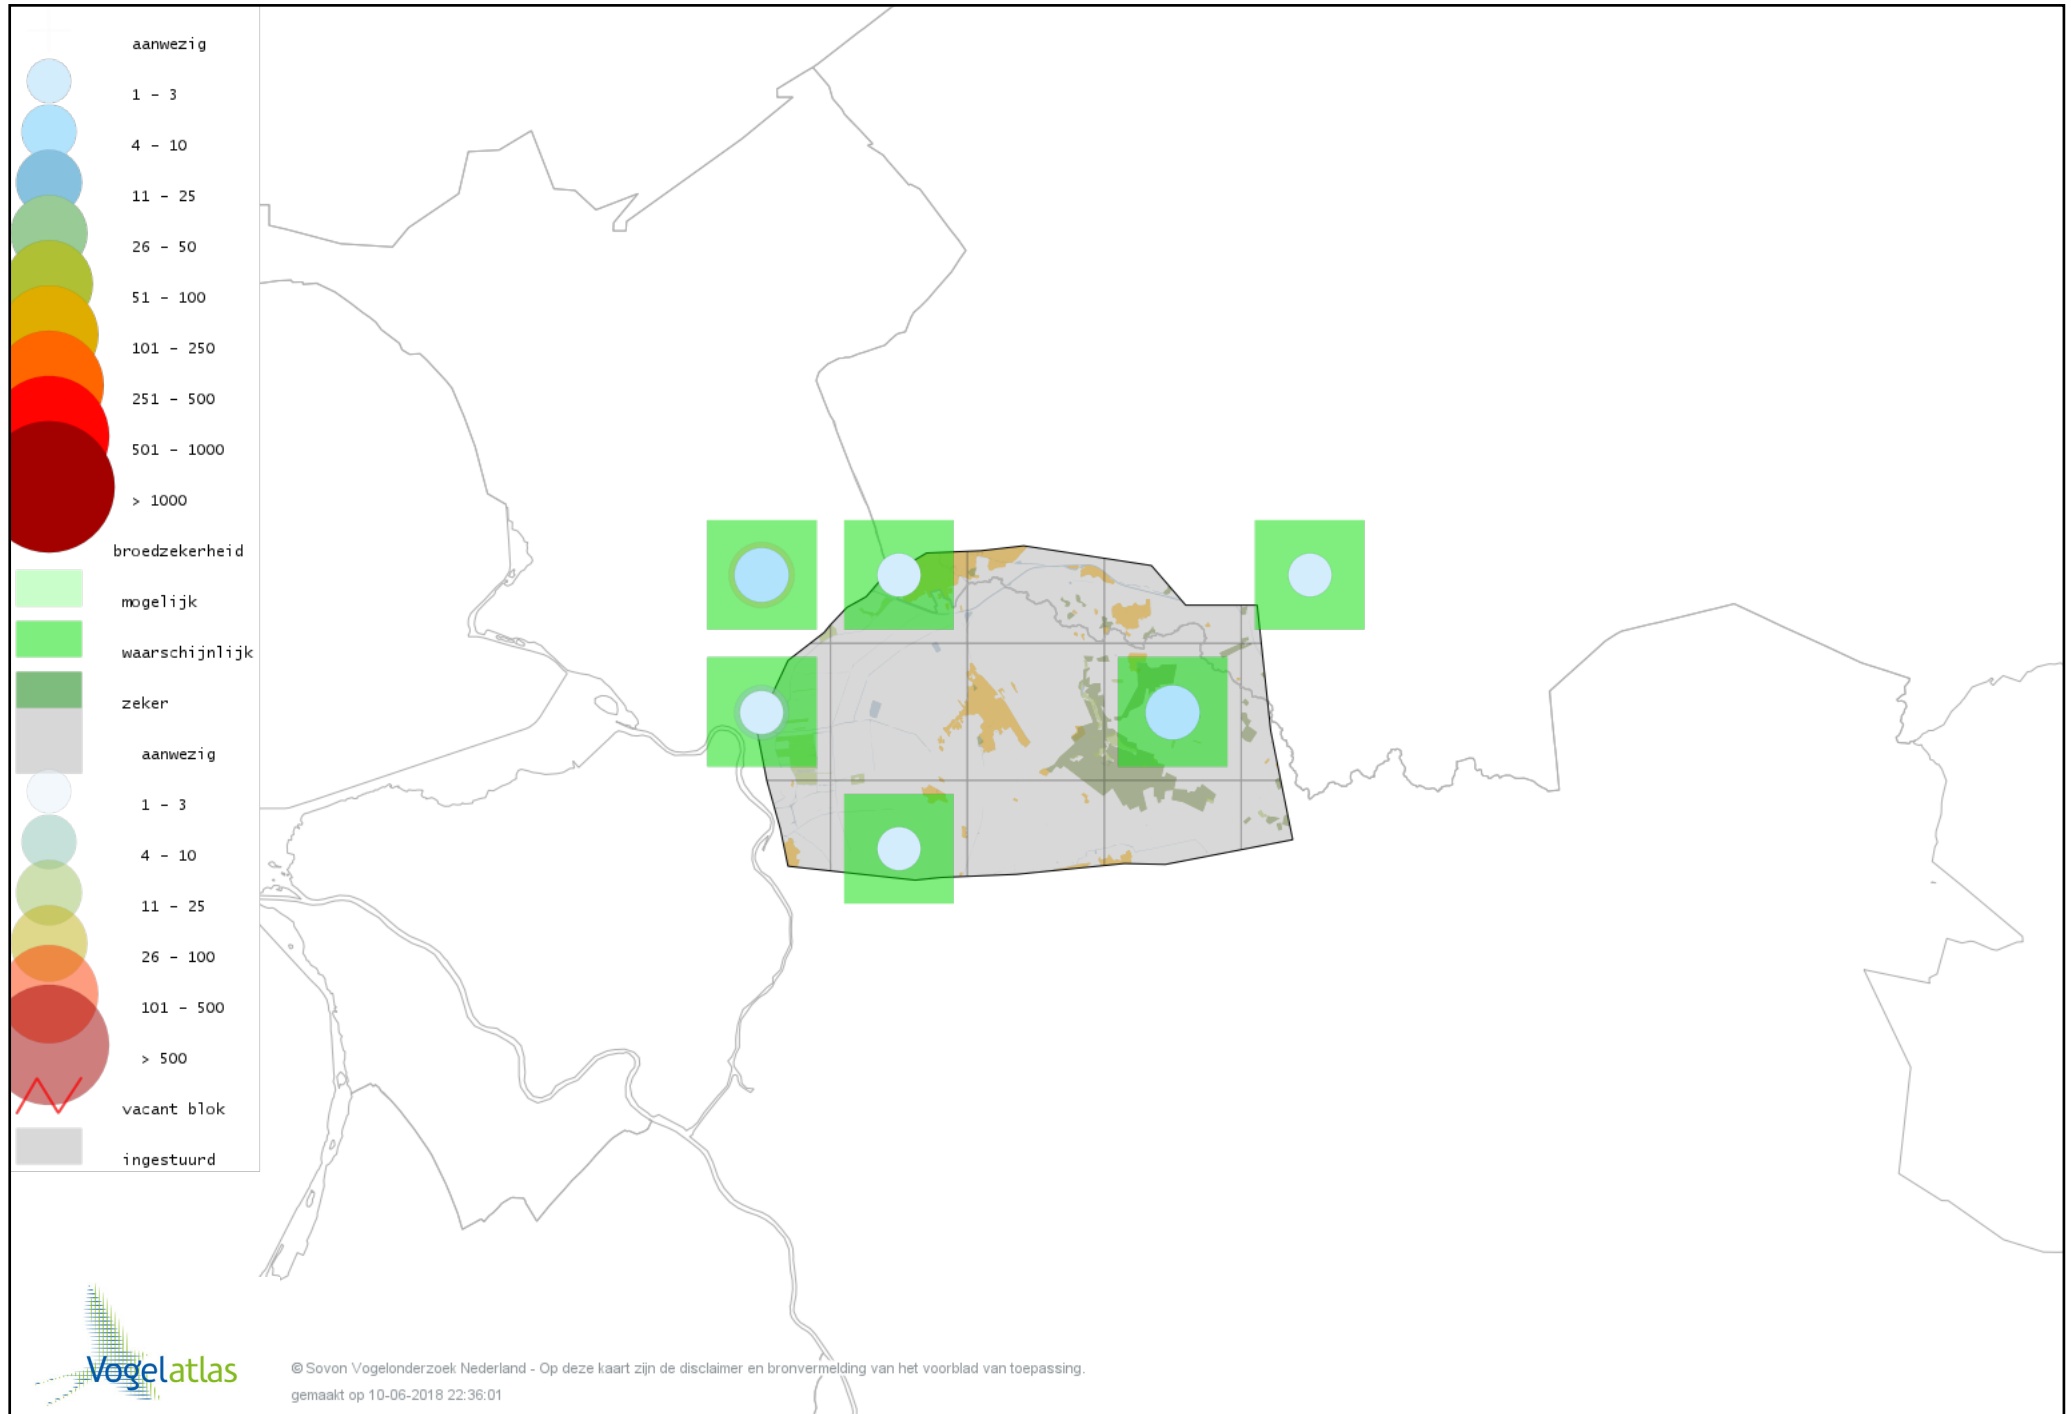 aanwezig
1 - 3
4 - 10
11 - 25
26 - 50
51 - 100
101 - 250
251 - 500
501 - 1000
> 1000
broedzekerheid
mogelijk
waarschijnlijk
zeker
aanwezig
1 - 3
4 - 10
11 - 25
26 - 100
101 - 500
> 500
vacant blok
ingestuurd
Vogelatlas
© Sovon Vogelonderzoek Nederland - Op deze kaart zijn de disclaimer en bronvermelding van het voorblad van toepassing.
gemaakt op 10-06-2018 22:36:01